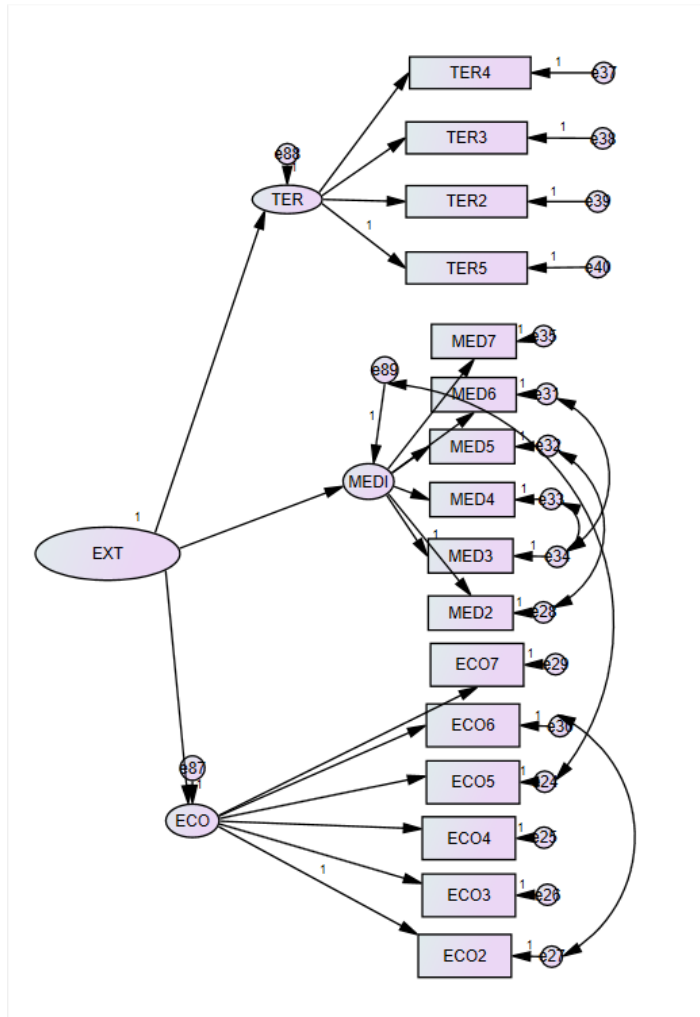 TER4 1 e37
TER3 1 e38
e88
1
TER
TER2 1 e39
1
TER5 1 e40
MED7 1 e35
e89
MED6 1 e31
1
MED5 1 e32
MEDI
MED4 1 e33
1
EXT
1
MED3 1 e34
MED2 1 e28
ECO7 1 e29
ECO6 1 e30
e87
1
ECO5 1 e24
ECO
ECO4 1 e25
1
ECO3 1 e26
ECO2 1 e27